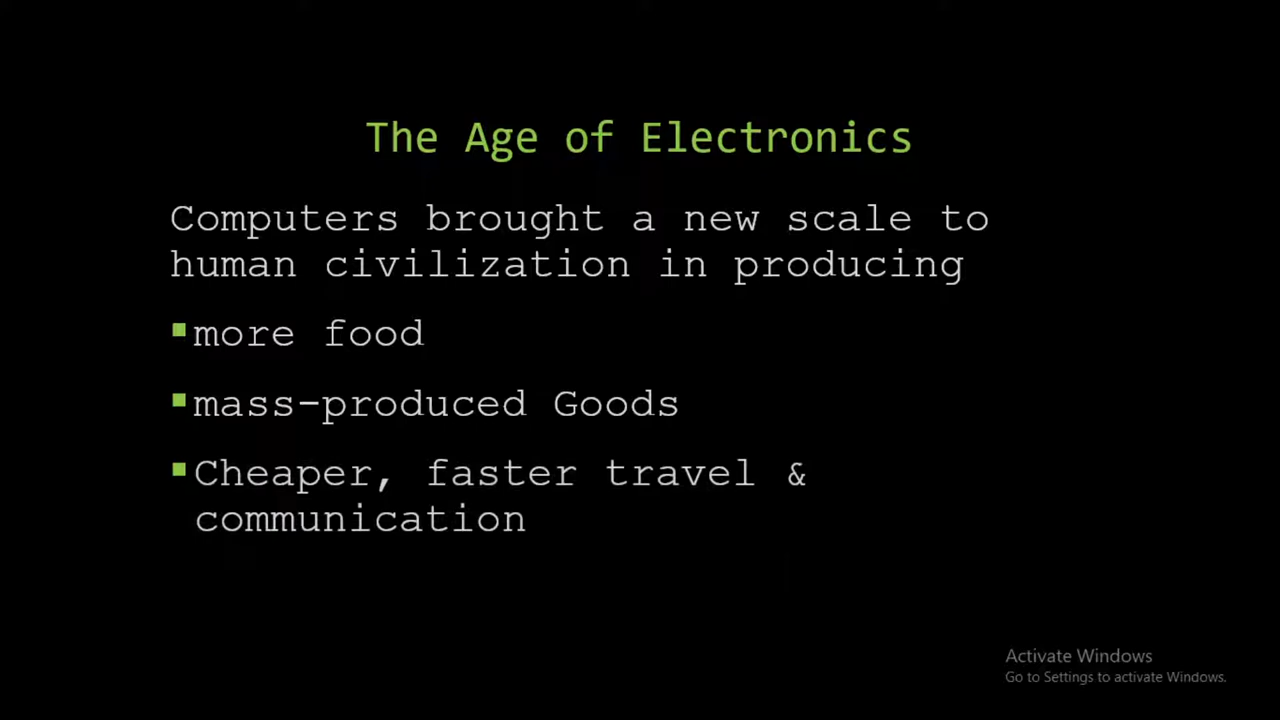 The Age of Electronics
Computers brought a new scale to
human civilization in producing
▪more food
▪mass-produced Goods
▪Cheaper, faster travel &
communication
Activate Windows
Go to Settings to activate Windows.